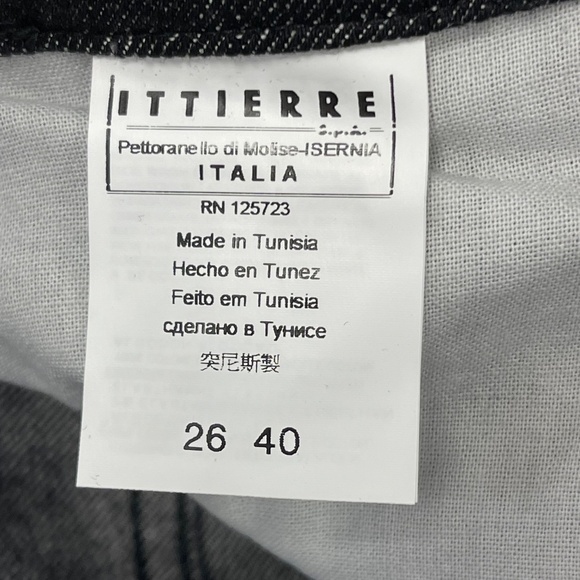 ITTIERRE
S.p.A.
Pettoranello di Molise-ISERNIA
ITALIA
RN 125723
Made in Tunisia
Hecho en Tunez
Feito em Tunisia
сделано в Тунисе
突尼斯製
26 40